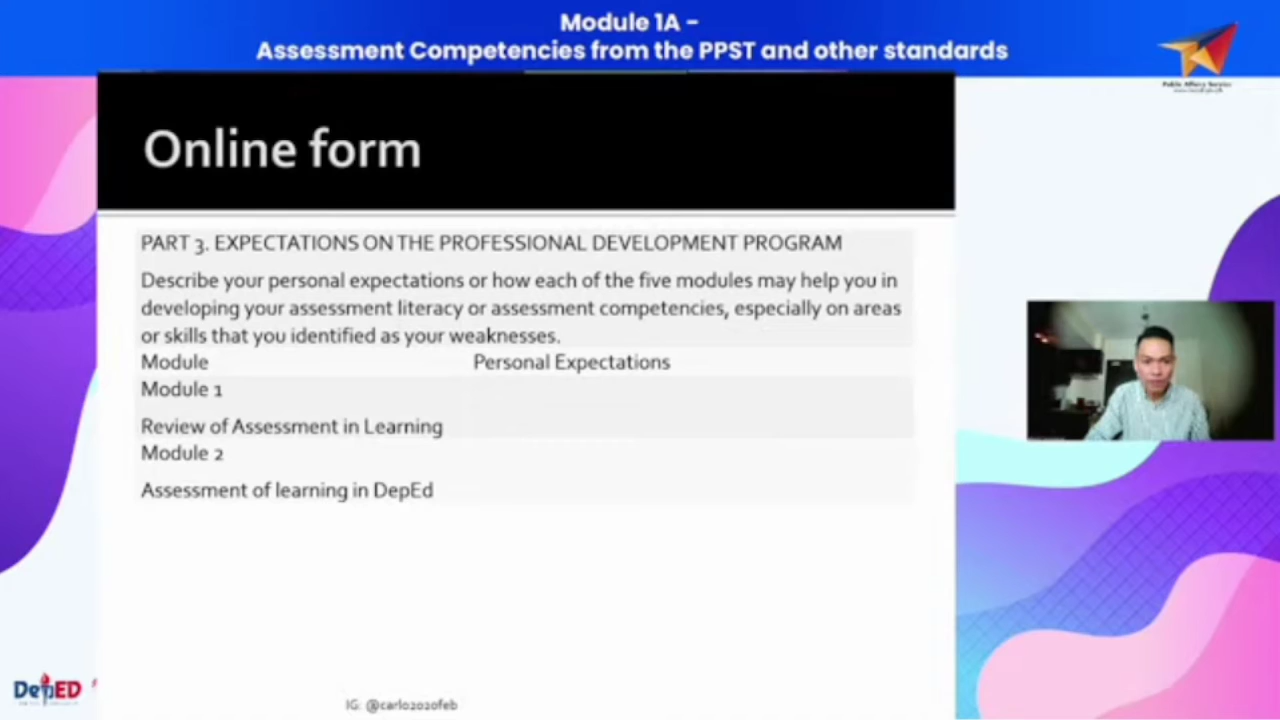 Module 1A -
Assessment Competencies from the PPST and other standards
Public Affairs Service
Online form
PART 3. EXPECTATIONS ON THE PROFESSIONAL DEVELOPMENT PROGRAM
Describe your personal expectations or how each of the five modules may help you in
developing your assessment literacy or assessment competencies, especially on areas
or skills that you identified as your weaknesses.
Module Personal Expectations
Module 1
Review of Assessment in Learning
Module 2
Assessment of learning in DepEd
DepED
IG: @carlo2020feb